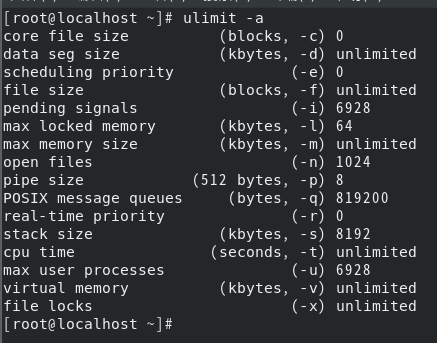 [root@localhost ~]# ulimit -a
core file size          (blocks, -c) 0
data seg size           (kbytes, -d) unlimited
scheduling priority             (-e) 0
file size               (blocks, -f) unlimited
pending signals                 (-i) 6928
max locked memory       (kbytes, -l) 64
max memory size         (kbytes, -m) unlimited
open files                      (-n) 1024
pipe size            (512 bytes, -p) 8
POSIX message queues     (bytes, -q) 819200
real-time priority              (-r) 0
stack size              (kbytes, -s) 8192
cpu time               (seconds, -t) unlimited
max user processes              (-u) 6928
virtual memory          (kbytes, -v) unlimited
file locks                      (-x) unlimited
[root@localhost ~]#